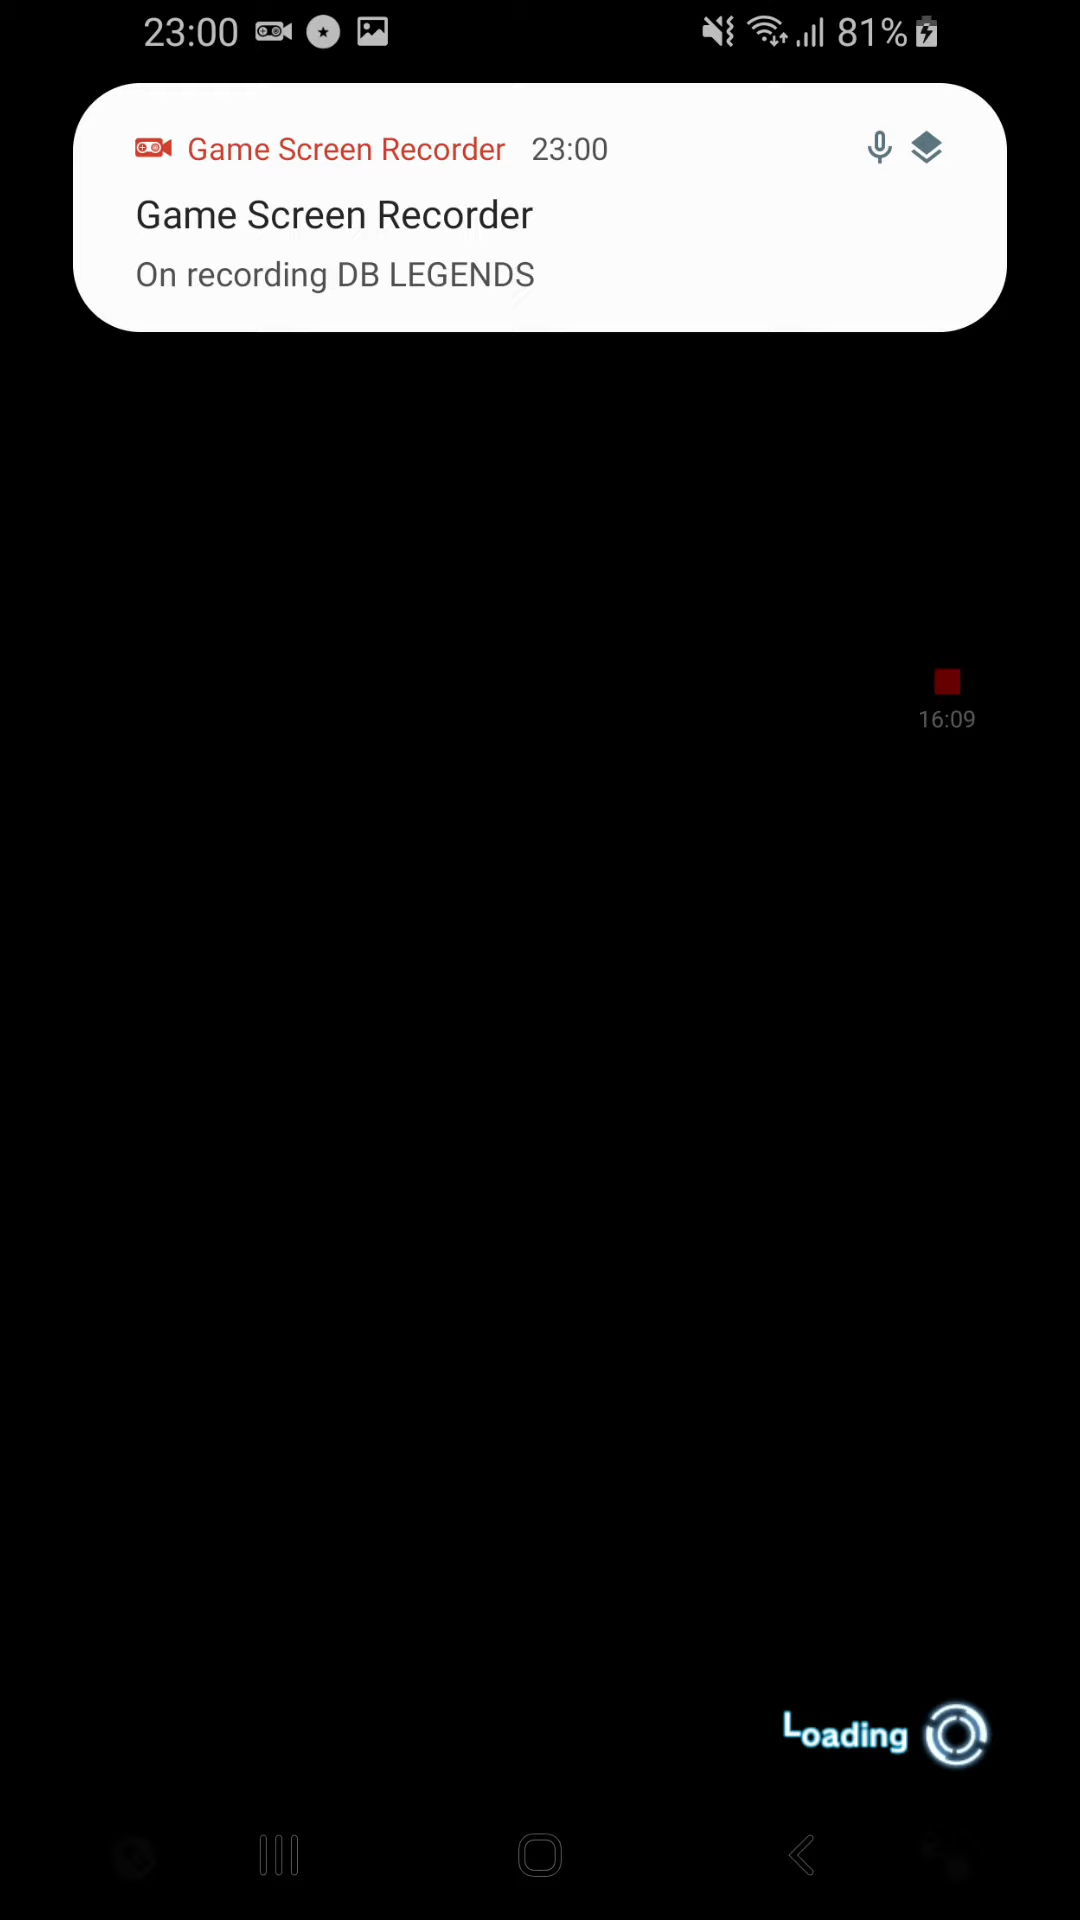 23:00 81%
Game Screen Recorder 23:00
Game Screen Recorder
On recording DB LEGENDS
16:09
Loading